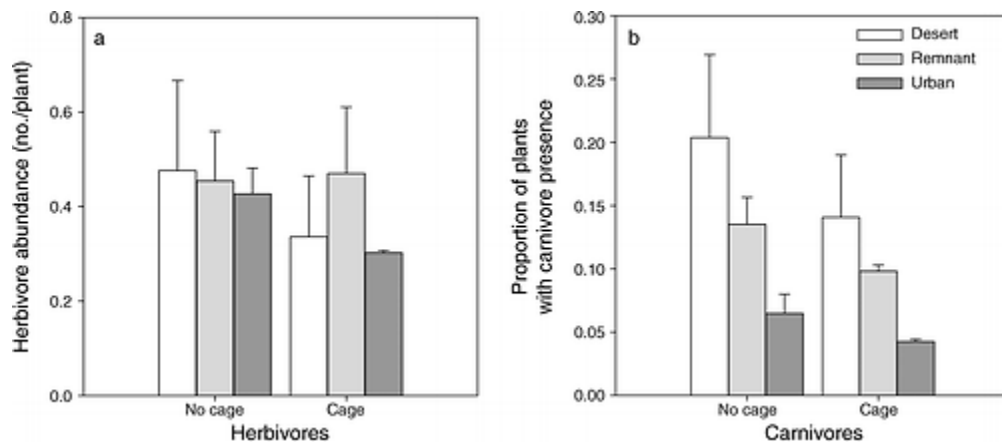 a
0.8
0.6
0.4
0.2
0.0
Herbivore abundance (no./plant)
No cage
Cage
Herbivores
b
Desert
Remnant
Urban
0.30
0.25
0.20
0.15
0.10
0.05
0.00
Proportion of plants
with carnivore presence
No cage
Cage
Carnivores